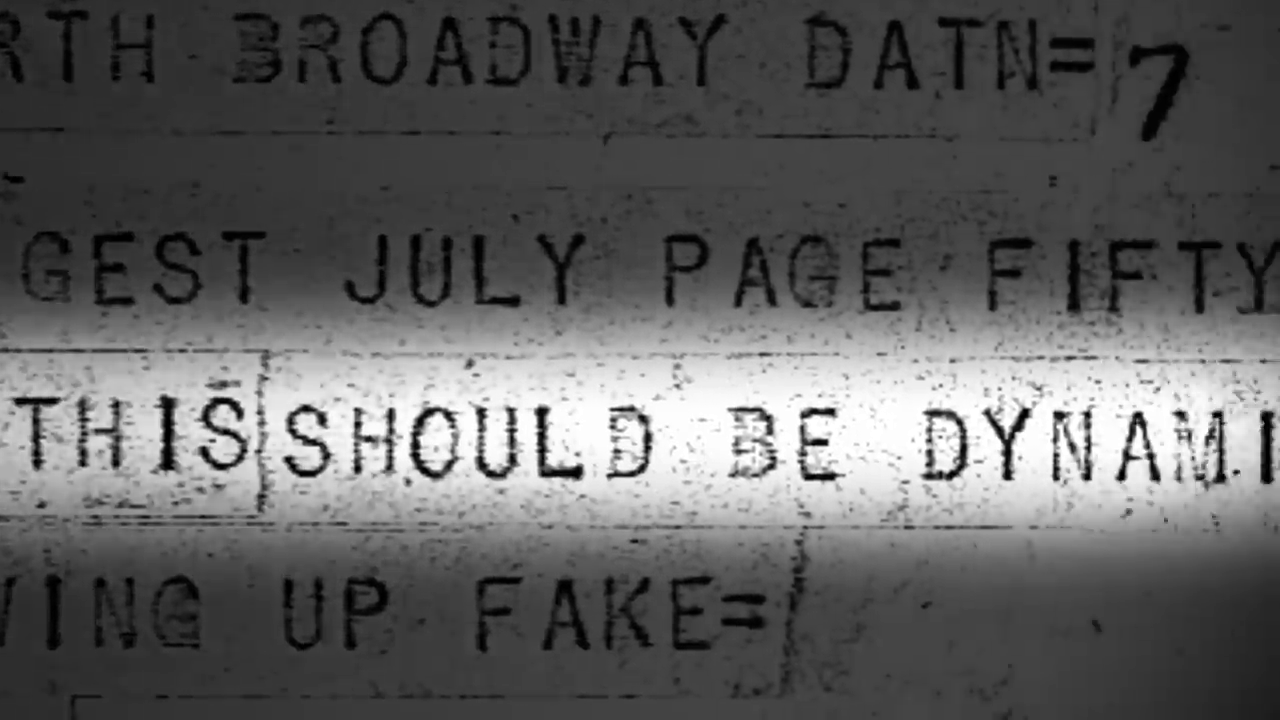 RTH BROADWAY DATN= 7
GEST JULY PAGE FIFTY
THIS SHOULD BE DYNAMI
VING UP FAKE=